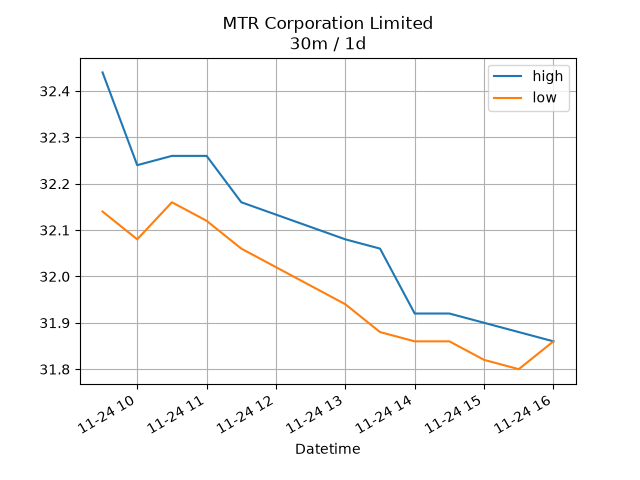 MTR Corporation Limited
30m / 1d
high
low
32.4
32.3
32.2
32.1
32.0
31.9
31.8
11-24 10
11-24 11
11-24 12
11-24 13
11-24 14
11-24 15
11-24 16
Datetime